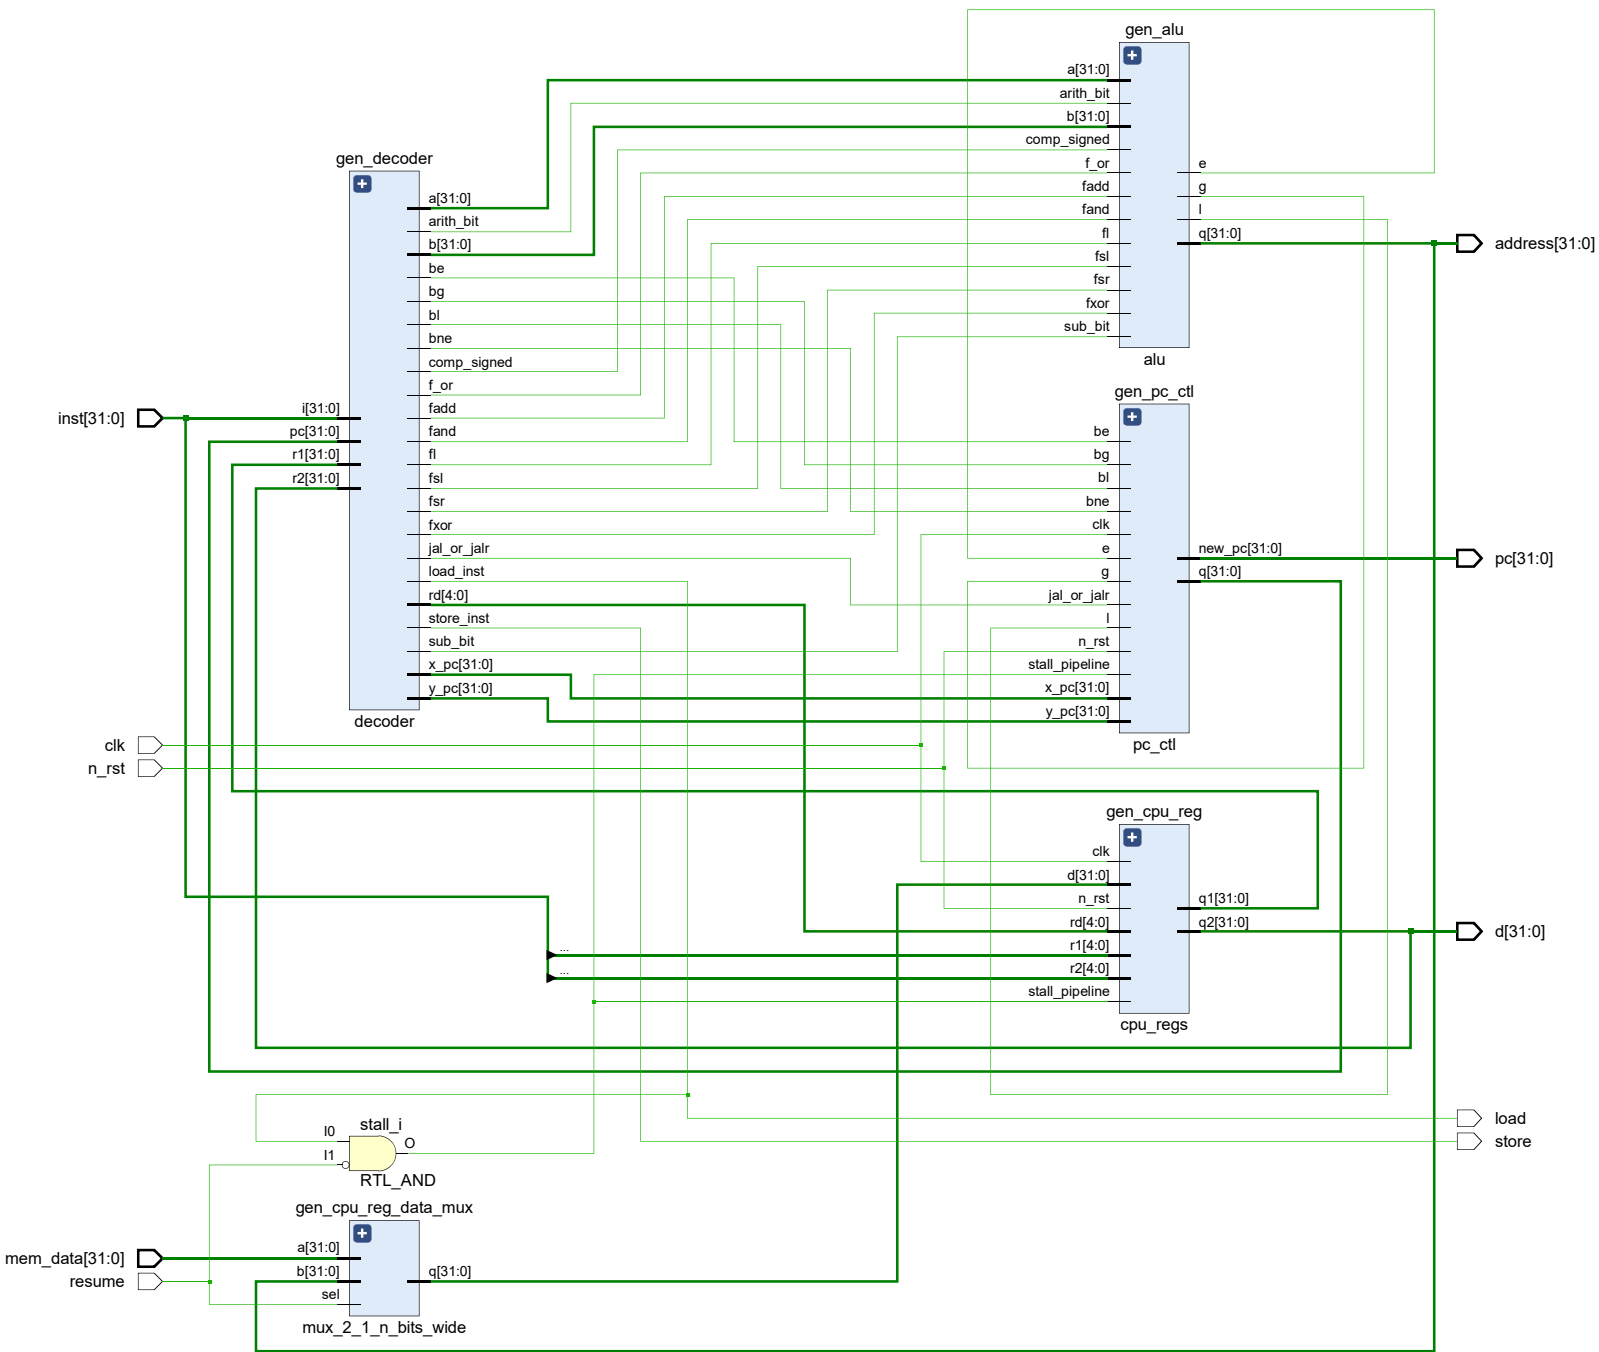 gen_alu
a[31:0]
arith_bit
b[31:0]
comp_signed
f_or
fadd
fand
fl
fsl
fsr
fxor
sub_bit
e
g
l
q[31:0]
alu
address[31:0]
gen_decoder
i[31:0]
pc[31:0]
r1[31:0]
r2[31:0]
a[31:0]
arith_bit
b[31:0]
be
bg
bl
bne
comp_signed
f_or
fadd
fand
fl
fsl
fsr
fxor
jal_or_jalr
load_inst
rd[4:0]
store_inst
sub_bit
x_pc[31:0]
y_pc[31:0]
decoder
inst[31:0]
clk
n_rst
gen_pc_ctl
be
bg
bl
bne
clk
e
g
jal_or_jalr
l
n_rst
stall_pipeline
x_pc[31:0]
y_pc[31:0]
new_pc[31:0]
q[31:0]
pc_ctl
pc[31:0]
gen_cpu_reg
clk
d[31:0]
n_rst
rd[4:0]
r1[4:0]
r2[4:0]
stall_pipeline
q1[31:0]
q2[31:0]
cpu_regs
d[31:0]
...
...
load
store
stall_i
I0
I1
O
RTL_AND
gen_cpu_reg_data_mux
a[31:0]
b[31:0]
sel
q[31:0]
mux_2_1_n_bits_wide
mem_data[31:0]
resume